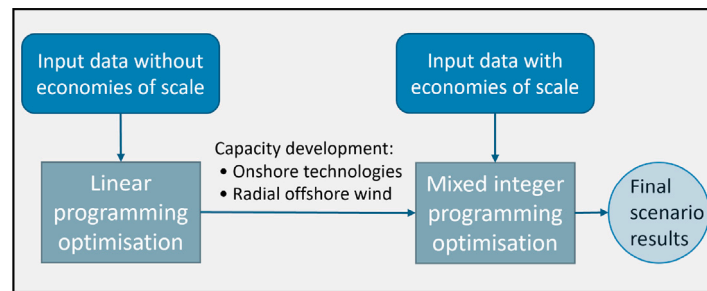 Input data without
economies of scale
Input data with
economies of scale
Capacity development:
• Onshore technologies
• Radial offshore wind
Linear
programming
optimisation
Mixed integer
programming
optimisation
Final
scenario
results